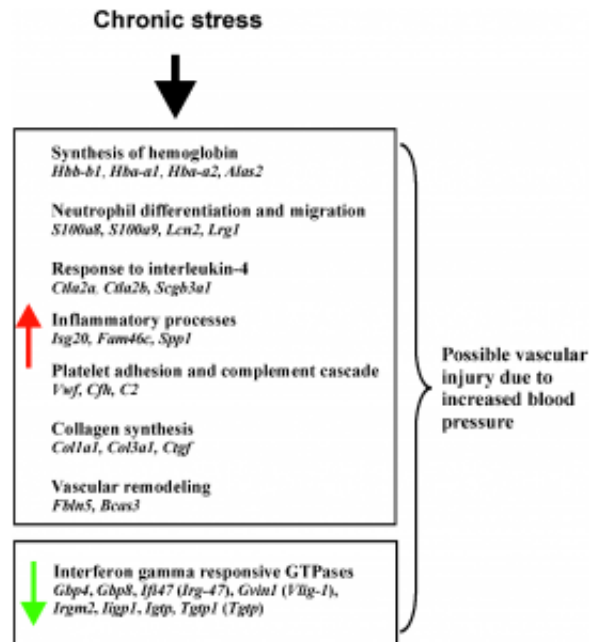 Chronic stress
Synthesis of hemoglobin
Hbb-b1, Hba-a1, Hba-a2, Alas2
Neutrophil differentiation and migration
S100a8, S100a9, Lcn2, Lrg1
Response to interleukin-4
Ctla2a, Ctla2b, Scgb3a1
Inflammatory processes
Isg20, Fam46c, Spp1
Platelet adhesion and complement cascade
Vwf, Cfh, C2
Collagen synthesis
Col1a1, Col3a1, Ctgf
Vascular remodeling
Fbln5, Bcas3
Interferon gamma responsive GTPases
Gbp4, Gbp8, Ifi47 (Irg-47), Gvin1 (Vlig-1),
Irgm2, Iigp1, Igtp, Tgtp1 (Tgtp)
Possible vascular
injury due to
increased blood
pressure